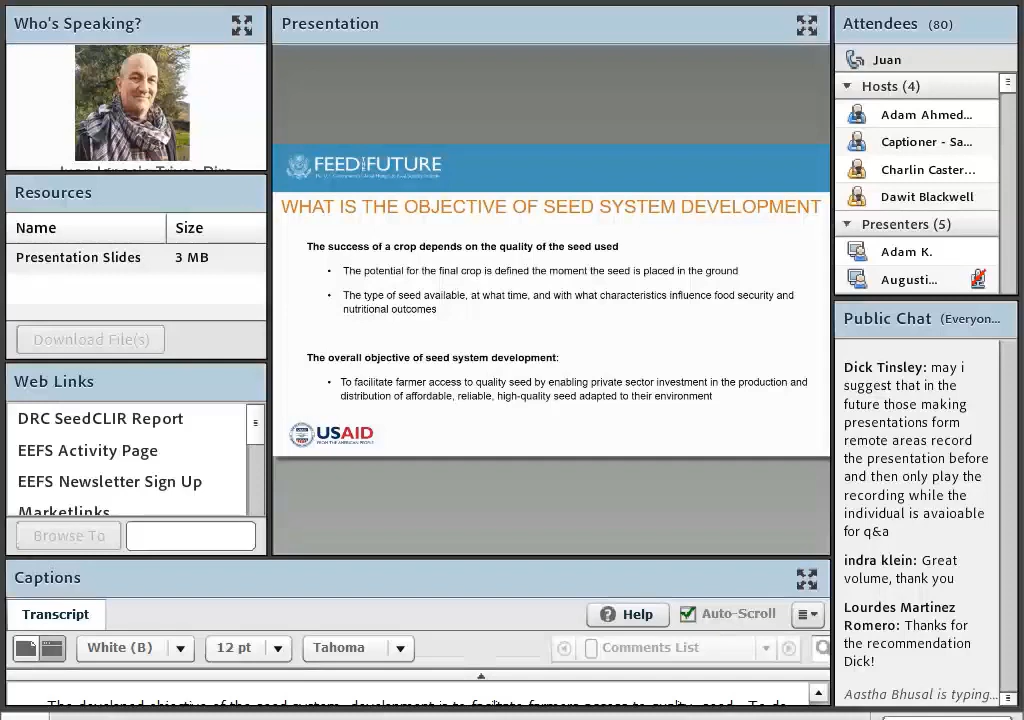 Who's Speaking?
Resources
Name Size
Presentation Slides 3 MB
Download File(s)
Web Links
DRC SeedCLIR Report
EEFS Activity Page
EEFS Newsletter Sign Up
Marketlinks
Browse To
Presentation
FEED THE FUTURE
WHAT IS THE OBJECTIVE OF SEED SYSTEM DEVELOPMENT
The success of a crop depends on the quality of the seed used
• The potential for the final crop is defined the moment the seed is placed in the ground
• The type of seed available, at what time, and with what characteristics influence food security and
nutritional outcomes
The overall objective of seed system development:
• To facilitate farmer access to quality seed by enabling private sector investment in the production and
distribution of affordable, reliable, high-quality seed adapted to their environment
USAID
FROM THE AMERICAN PEOPLE
Captions
Transcript
Help
Auto-Scroll
White (B) 12 pt Tahoma Comments List
Attendees (80)
Juan
Hosts (4)
Adam Ahmed...
Captioner - Sa...
Charlin Caster...
Dawit Blackwell
Presenters (5)
Adam K.
Augusti...
Public Chat (Everyon...
Dick Tinsley: may i
suggest that in the
future those making
presentations form
remote areas record
the presentation before
and then only play the
recording while the
individual is avaioable
for q&a
indra klein: Great
volume, thank you
Lourdes Martinez
Romero: Thanks for
the recommendation
Dick!
Aastha Bhusal is typing...